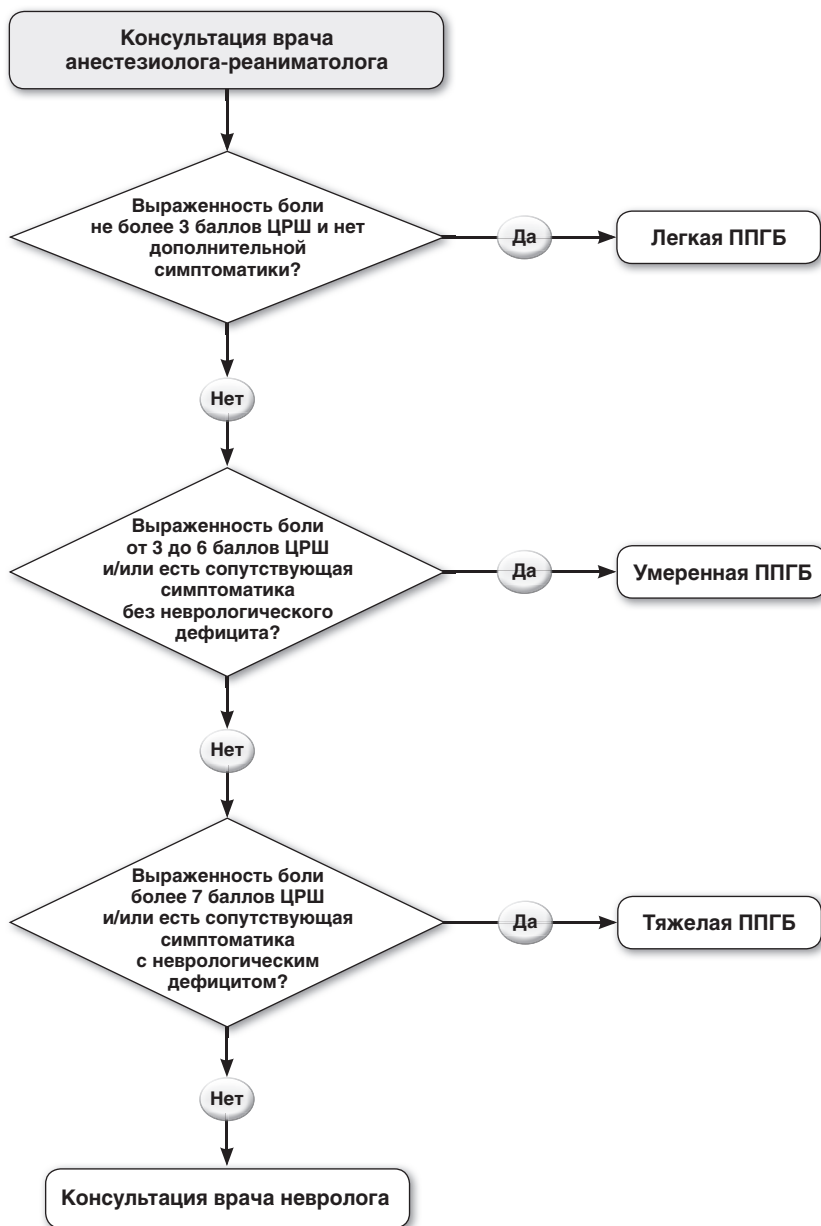 Консультация врача
анестезиолога-реаниматолога
Выраженность боли
не более 3 баллов ЦРШ и нет
дополнительной
симптоматики?
Да
Легкая ППГБ
Нет
Выраженность боли
от 3 до 6 баллов ЦРШ
и/или есть сопутствующая
симптоматика
без неврологического
дефицита?
Да
Умеренная ППГБ
Нет
Выраженность боли
более 7 баллов ЦРШ
и/или есть сопутствующая
симптоматика
с неврологическим
дефицитом?
Да
Тяжелая ППГБ
Нет
Консультация врача невролога